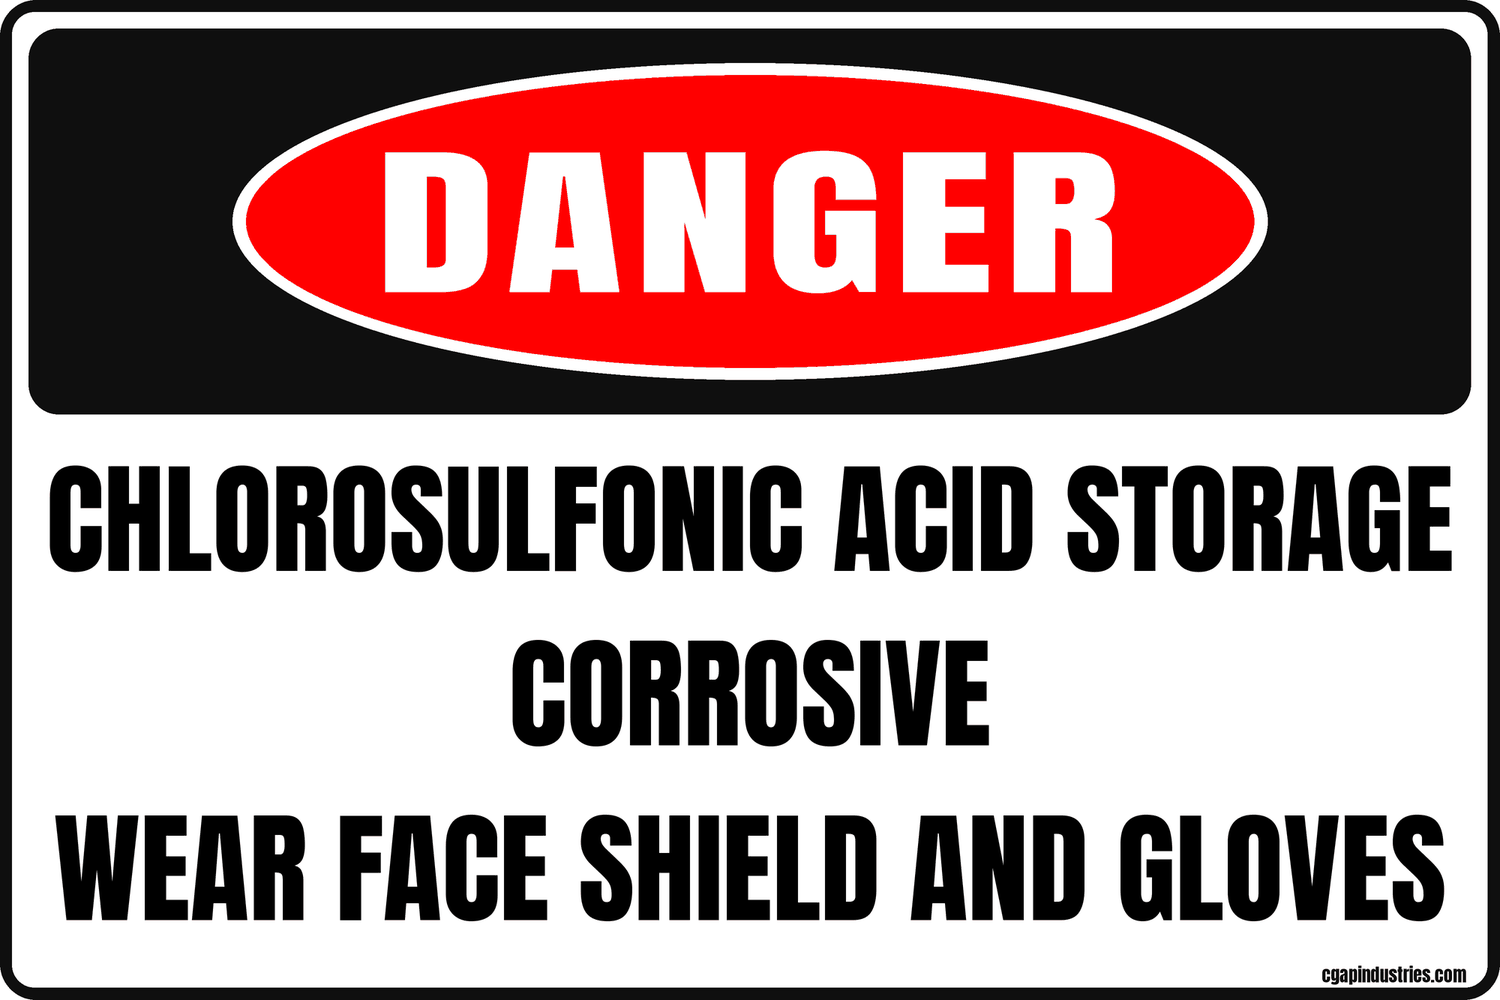 DANGER
CHLOROSULFONIC ACID STORAGE
CORROSIVE
WEAR FACE SHIELD AND GLOVES
cgapindustries.com